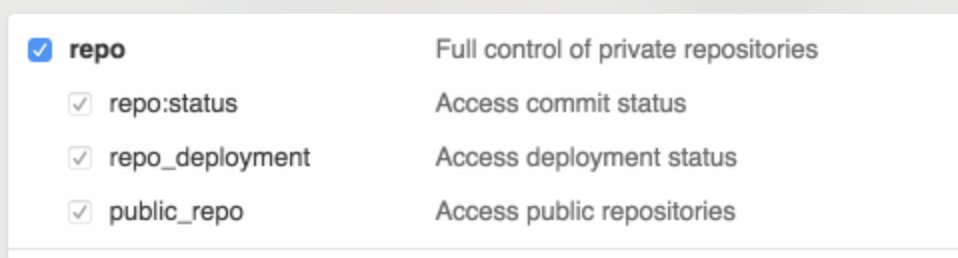 repo Full control of private repositories
repo:status Access commit status
repo_deployment Access deployment status
public_repo Access public repositories